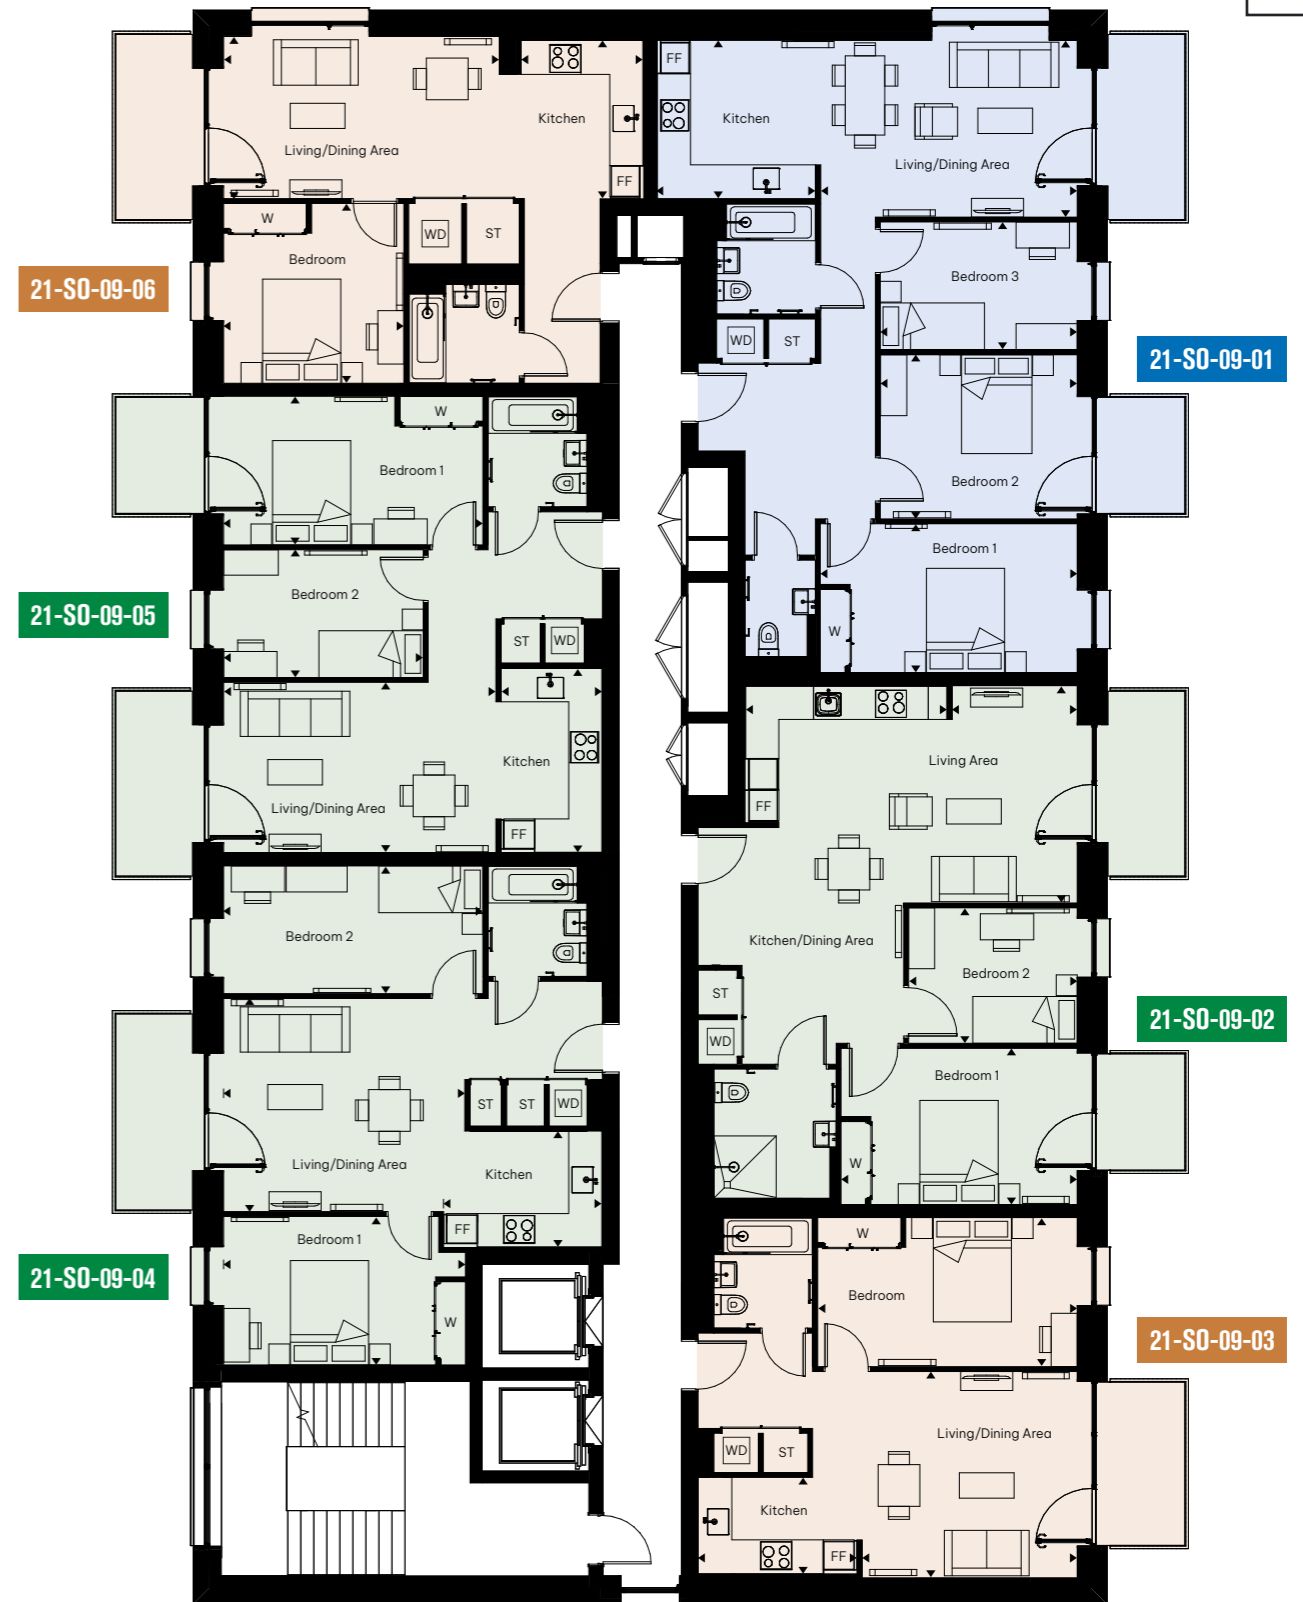 Living/Dining Area
Kitchen
FF
W
WD
ST
Bedroom
21-SO-09-06
FF
Kitchen
Living/Dining Area
Bedroom 3
WD
ST
Bedroom 2
Bedroom 1
W
21-SO-09-01
Bedroom 1
W
Bedroom 2
ST
WD
Kitchen
Living/Dining Area
FF
21-SO-09-05
Living Area
FF
Kitchen/Dining Area
Bedroom 2
ST
WD
Bedroom 1
W
21-SO-09-02
Bedroom 2
ST
ST
WD
Living/Dining Area
Kitchen
FF
Bedroom 1
W
21-SO-09-04
W
Bedroom
Living/Dining Area
WD
ST
Kitchen
FF
21-SO-09-03